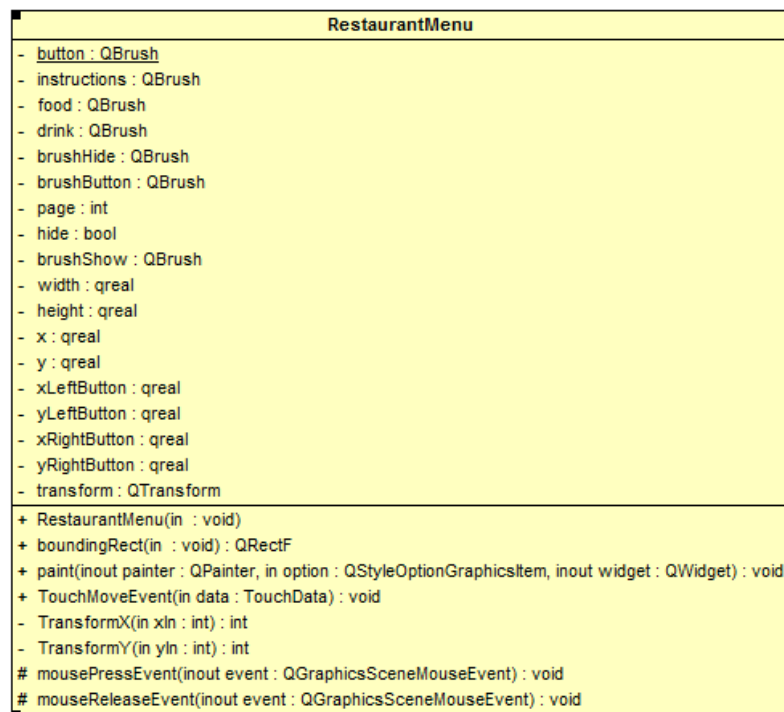 RestaurantMenu
- button : QBrush
- instructions : QBrush
- food : QBrush
- drink : QBrush
- brushHide : QBrush
- brushButton : QBrush
- page : int
- hide : bool
- brushShow : QBrush
- width : qreal
- height : qreal
- x : qreal
- y : qreal
- xLeftButton : qreal
- yLeftButton : qreal
- xRightButton : qreal
- yRightButton : qreal
- transform : QTransform
+ RestaurantMenu(in : void)
+ boundingRect(in : void) : QRectF
+ paint(inout painter : QPainter, in option : QStyleOptionGraphicsItem, inout widget : QWidget) : void
+ TouchMoveEvent(in data : TouchData) : void
- TransformX(in xIn : int) : int
- TransformY(in yIn : int) : int
# mousePressEvent(inout event : QGraphicsSceneMouseEvent) : void
# mouseReleaseEvent(inout event : QGraphicsSceneMouseEvent) : void